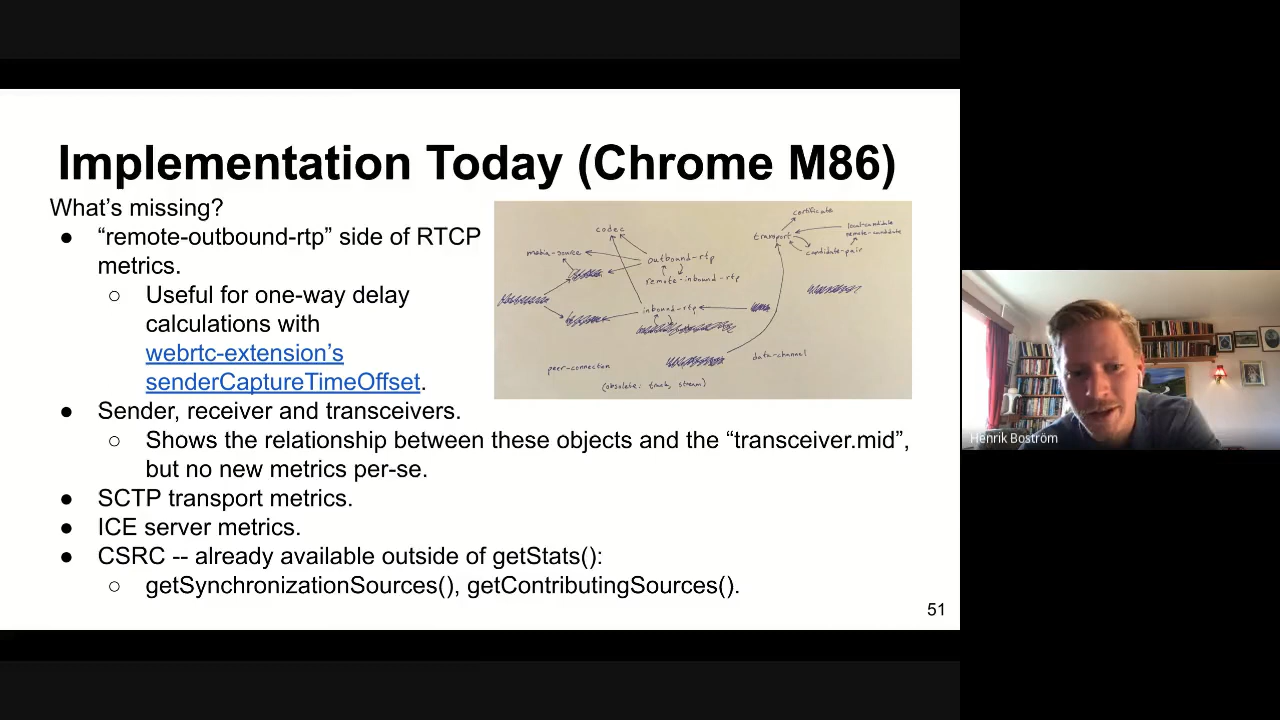 Implementation Today (Chrome M86)
What's missing?
● “remote-outbound-rtp” side of RTCP
metrics.
○ Useful for one-way delay
calculations with
webrtc-extension's
senderCaptureTimeOffset.
● Sender, receiver and transceivers.
○ Shows the relationship between these objects and the “transceiver.mid”,
but no new metrics per-se.
● SCTP transport metrics.
● ICE server metrics.
● CSRC -- already available outside of getStats():
○ getSynchronizationSources(), getContributingSources().
certificate
codec
local-candidate
remote-candidate
transport
media-source
candidate-pair
outbound-rtp
remote-inbound-rtp
inbound-rtp
data-channel
peer-connection
(obsolete: track, stream)
51
Henrik Boström